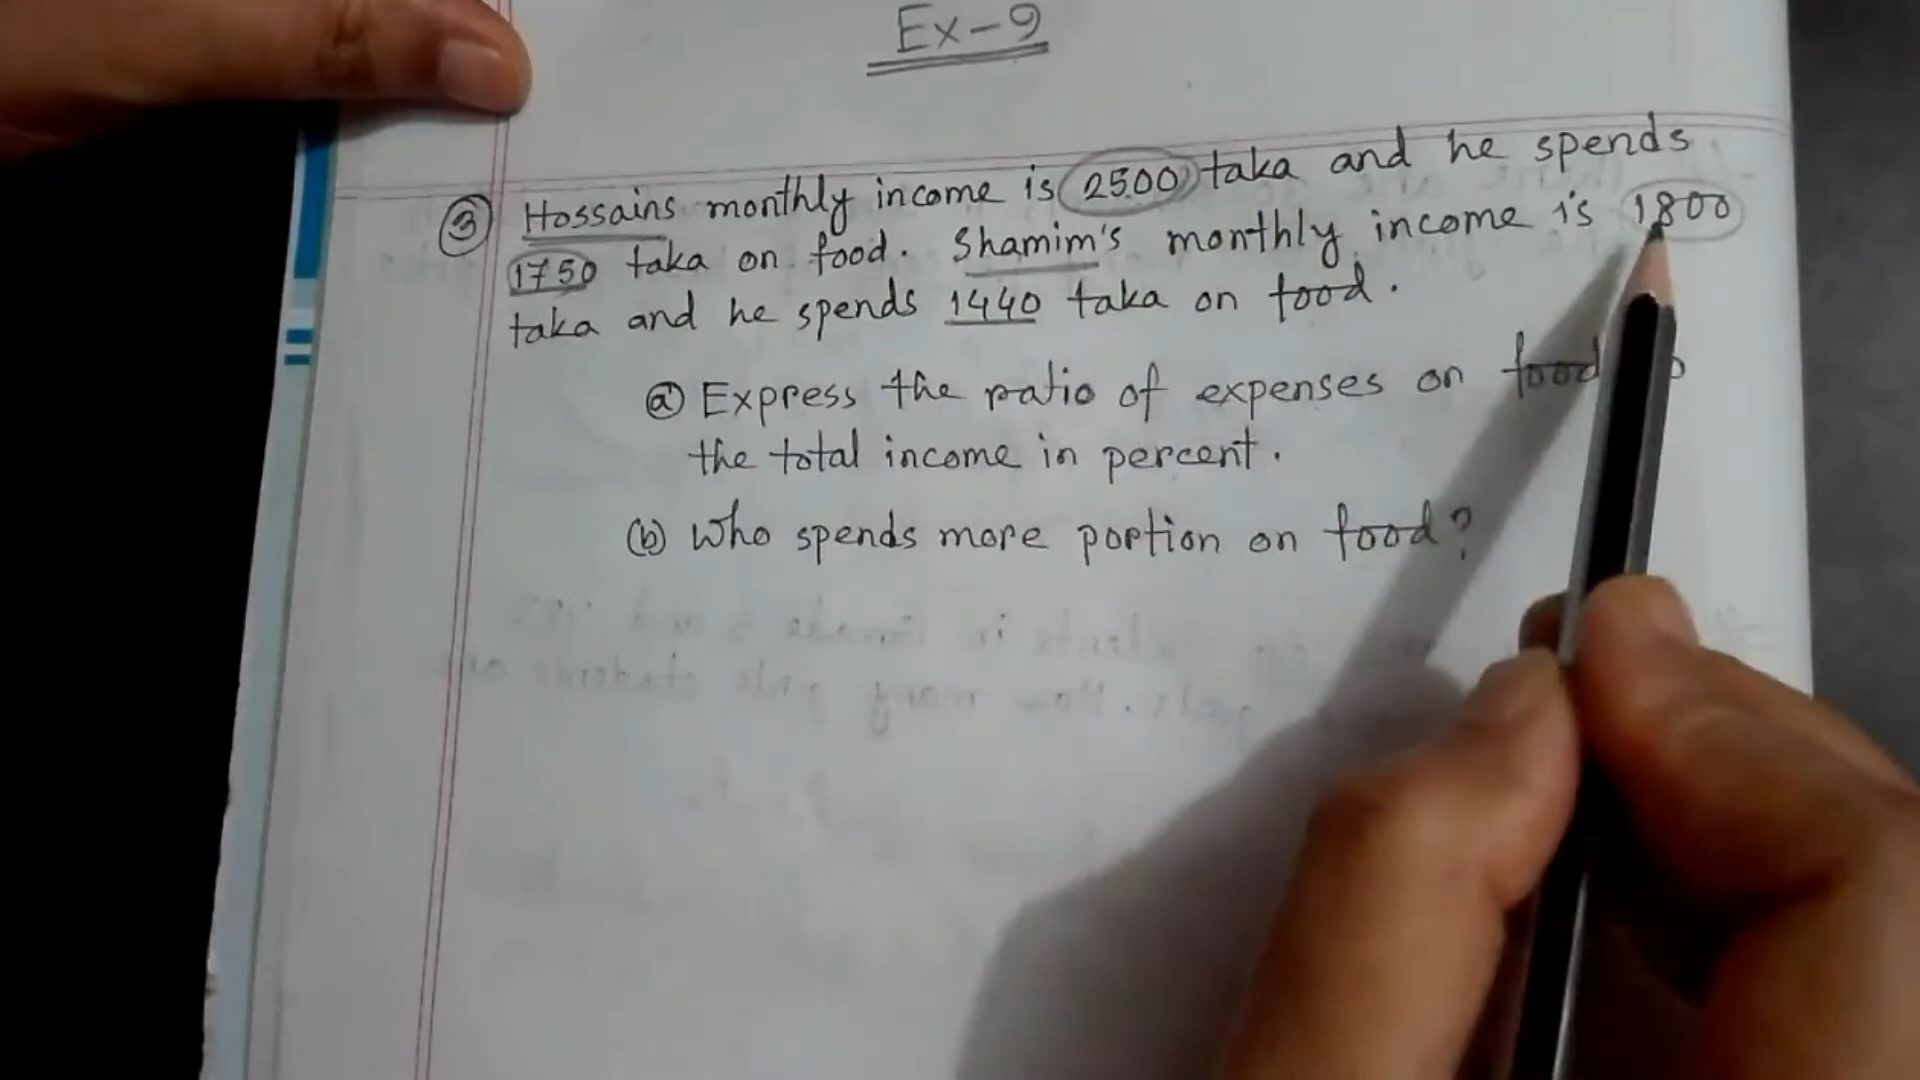 Ex-9
③ Hossains monthly income is 2500 taka and he spends
1750 taka on food. Shamim's monthly income is 1800
taka and he spends 1440 taka on food.
ⓐ Express the ratio of expenses on food
the total income in percent.
(b) Who spends more portion on food?